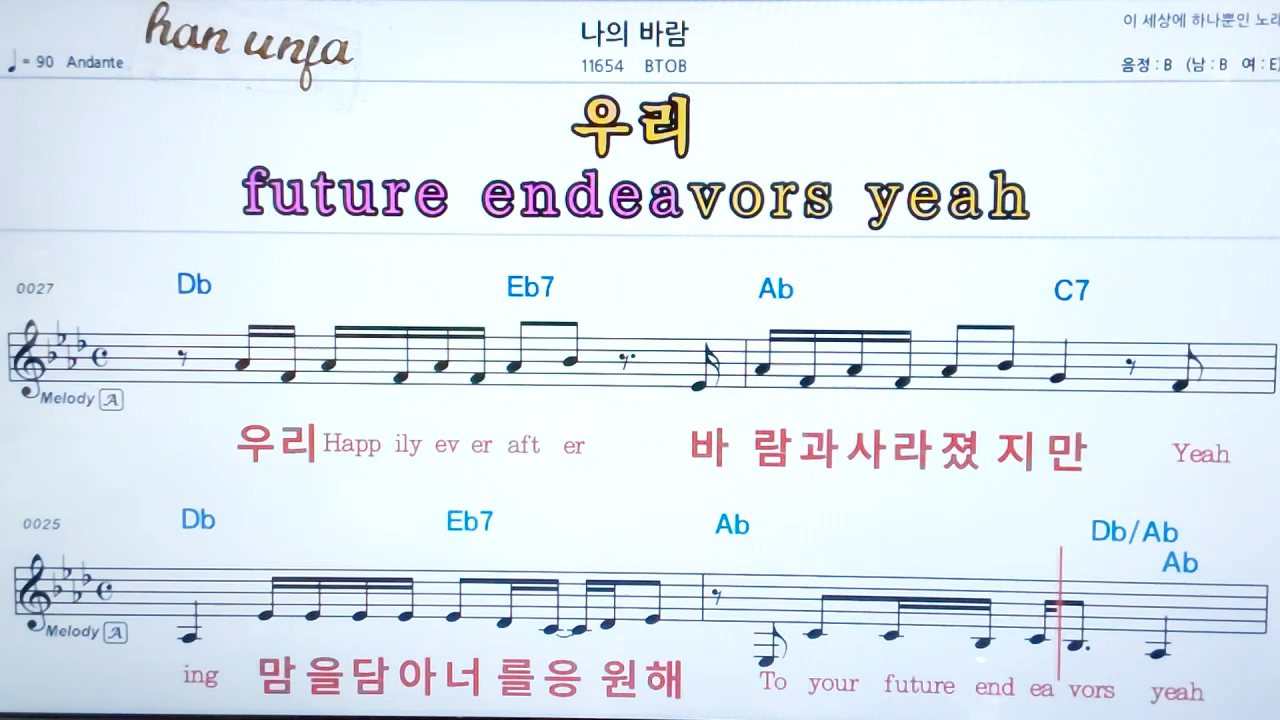 han unja
나의 바람
이 세상에 하나뿐인 노래
♩= 90 Andante
11654 BTOB
음정 : B (남 : B 여 : E)
우리
future endeavors yeah
0027
Db Eb7 Ab C7
Melody A
우리 Happ ily ev er aft er 바 람과사라졌 지만 Yeah
0025
Db Eb7 Ab Db/Ab
Ab
Melody A
ing 맘 을담 아너 를응 원해 To your future end ea vors yeah